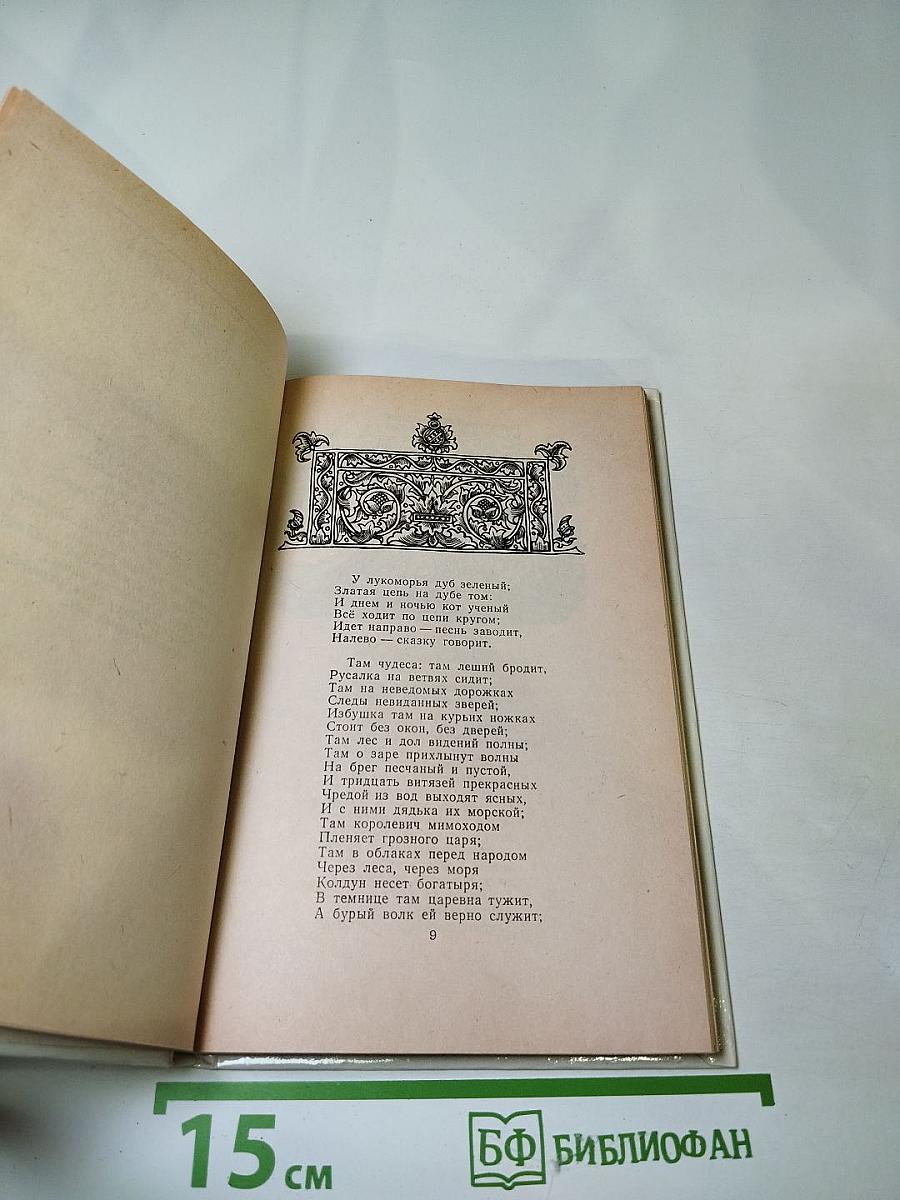 У лукоморья дуб зеленый;
Златая цепь на дубе том:
И днем и ночью кот ученый
Всё ходит по цепи кругом;
Идет направо — песнь заводит,
Налево — сказку говорит.
Там чудеса: там леший бродит,
Русалка на ветвях сидит;
Там на неведомых дорожках
Следы невиданных зверей;
Избушка там на курьих ножках
Стоит без окон, без дверей;
Там лес и дол видений полны;
Там о заре прихлынут волны
На брег песчаный и пустой,
И тридцать витязей прекрасных
Чредой из вод выходят ясных,
И с ними дядька их морской;
Там королевич мимоходом
Пленяет грозного царя;
Там в облаках перед народом
Через леса, через моря
Колдун несет богатыря;
В темнице там царевна тужит,
А бурый волк ей верно служит;
9
15 см
БФ БИБЛИОФАН